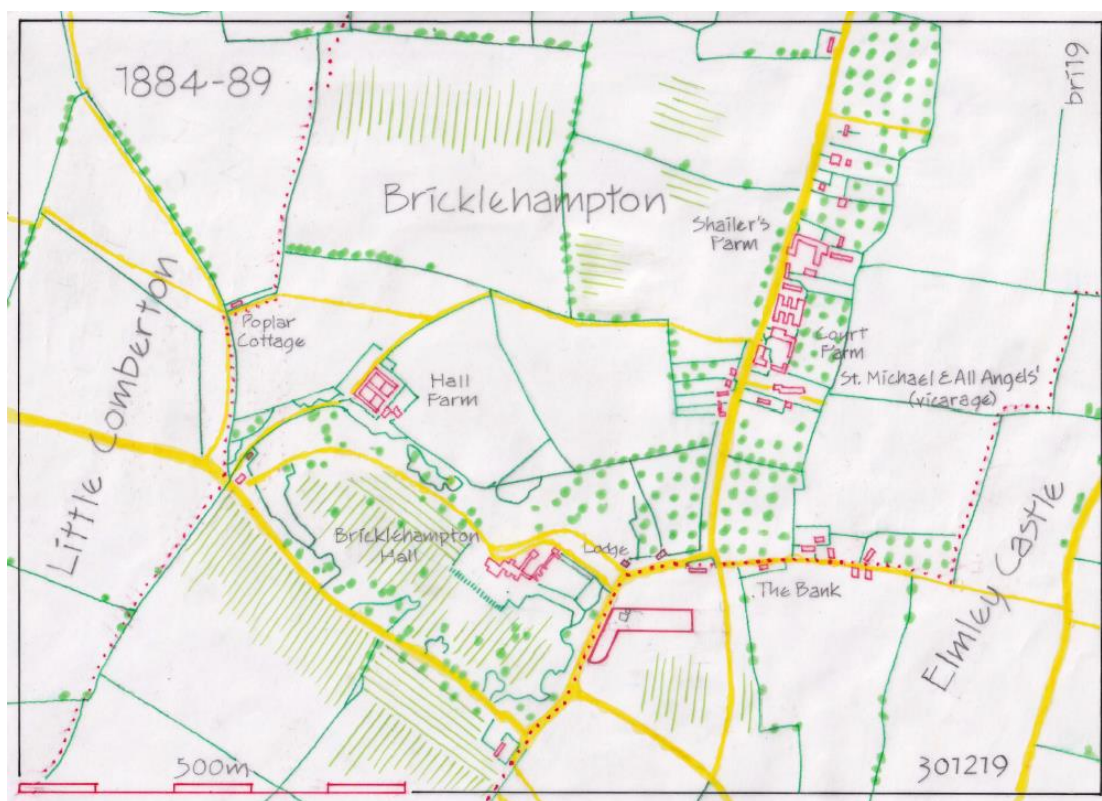 1884-89
bri19
Bricklehampton
Shailer's
Farm
Little Comberton
Poplar
Cottage
Hall
Farm
Court
Farm
St. Michael & All Angels'
(vicarage)
Bricklehampton
Hall
Lodge
The Bank
Elmley Castle
500m
301219